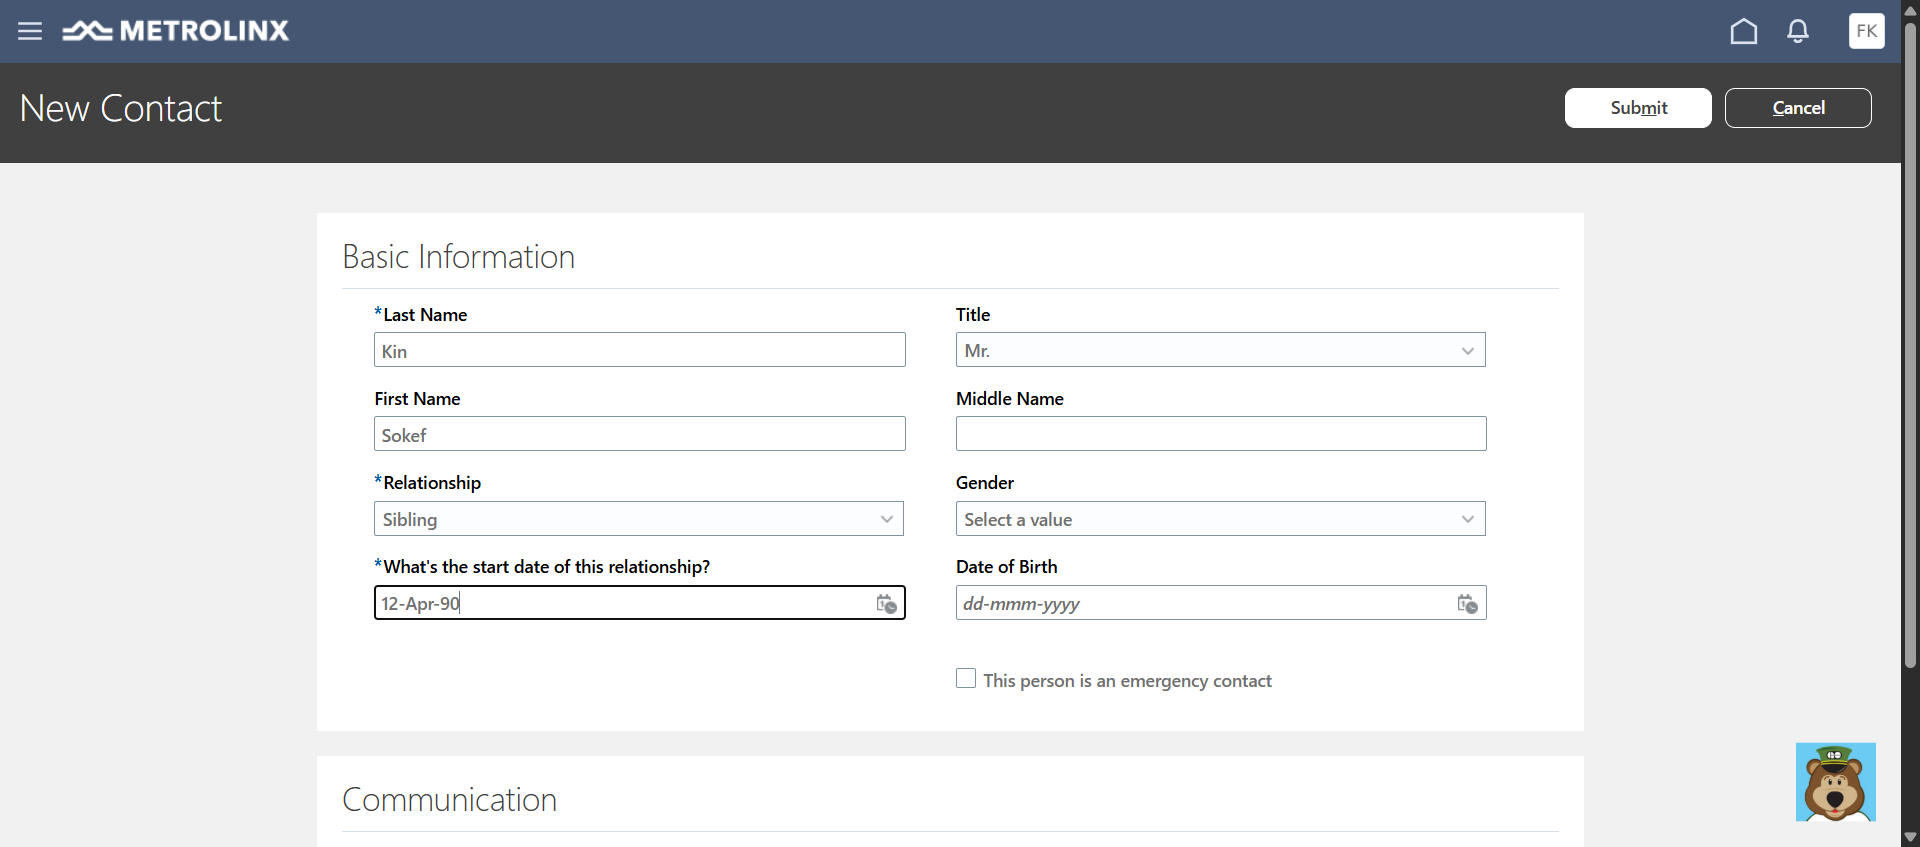 METROLINX
FK
New Contact
Submit
Cancel
Basic Information
*Last Name
Title
Kin
Mr.
First Name
Middle Name
Sokef
*Relationship
Gender
Sibling
Select a value
*What's the start date of this relationship?
Date of Birth
12-Apr-90
dd-mmm-yyyy
This person is an emergency contact
GO
Communication